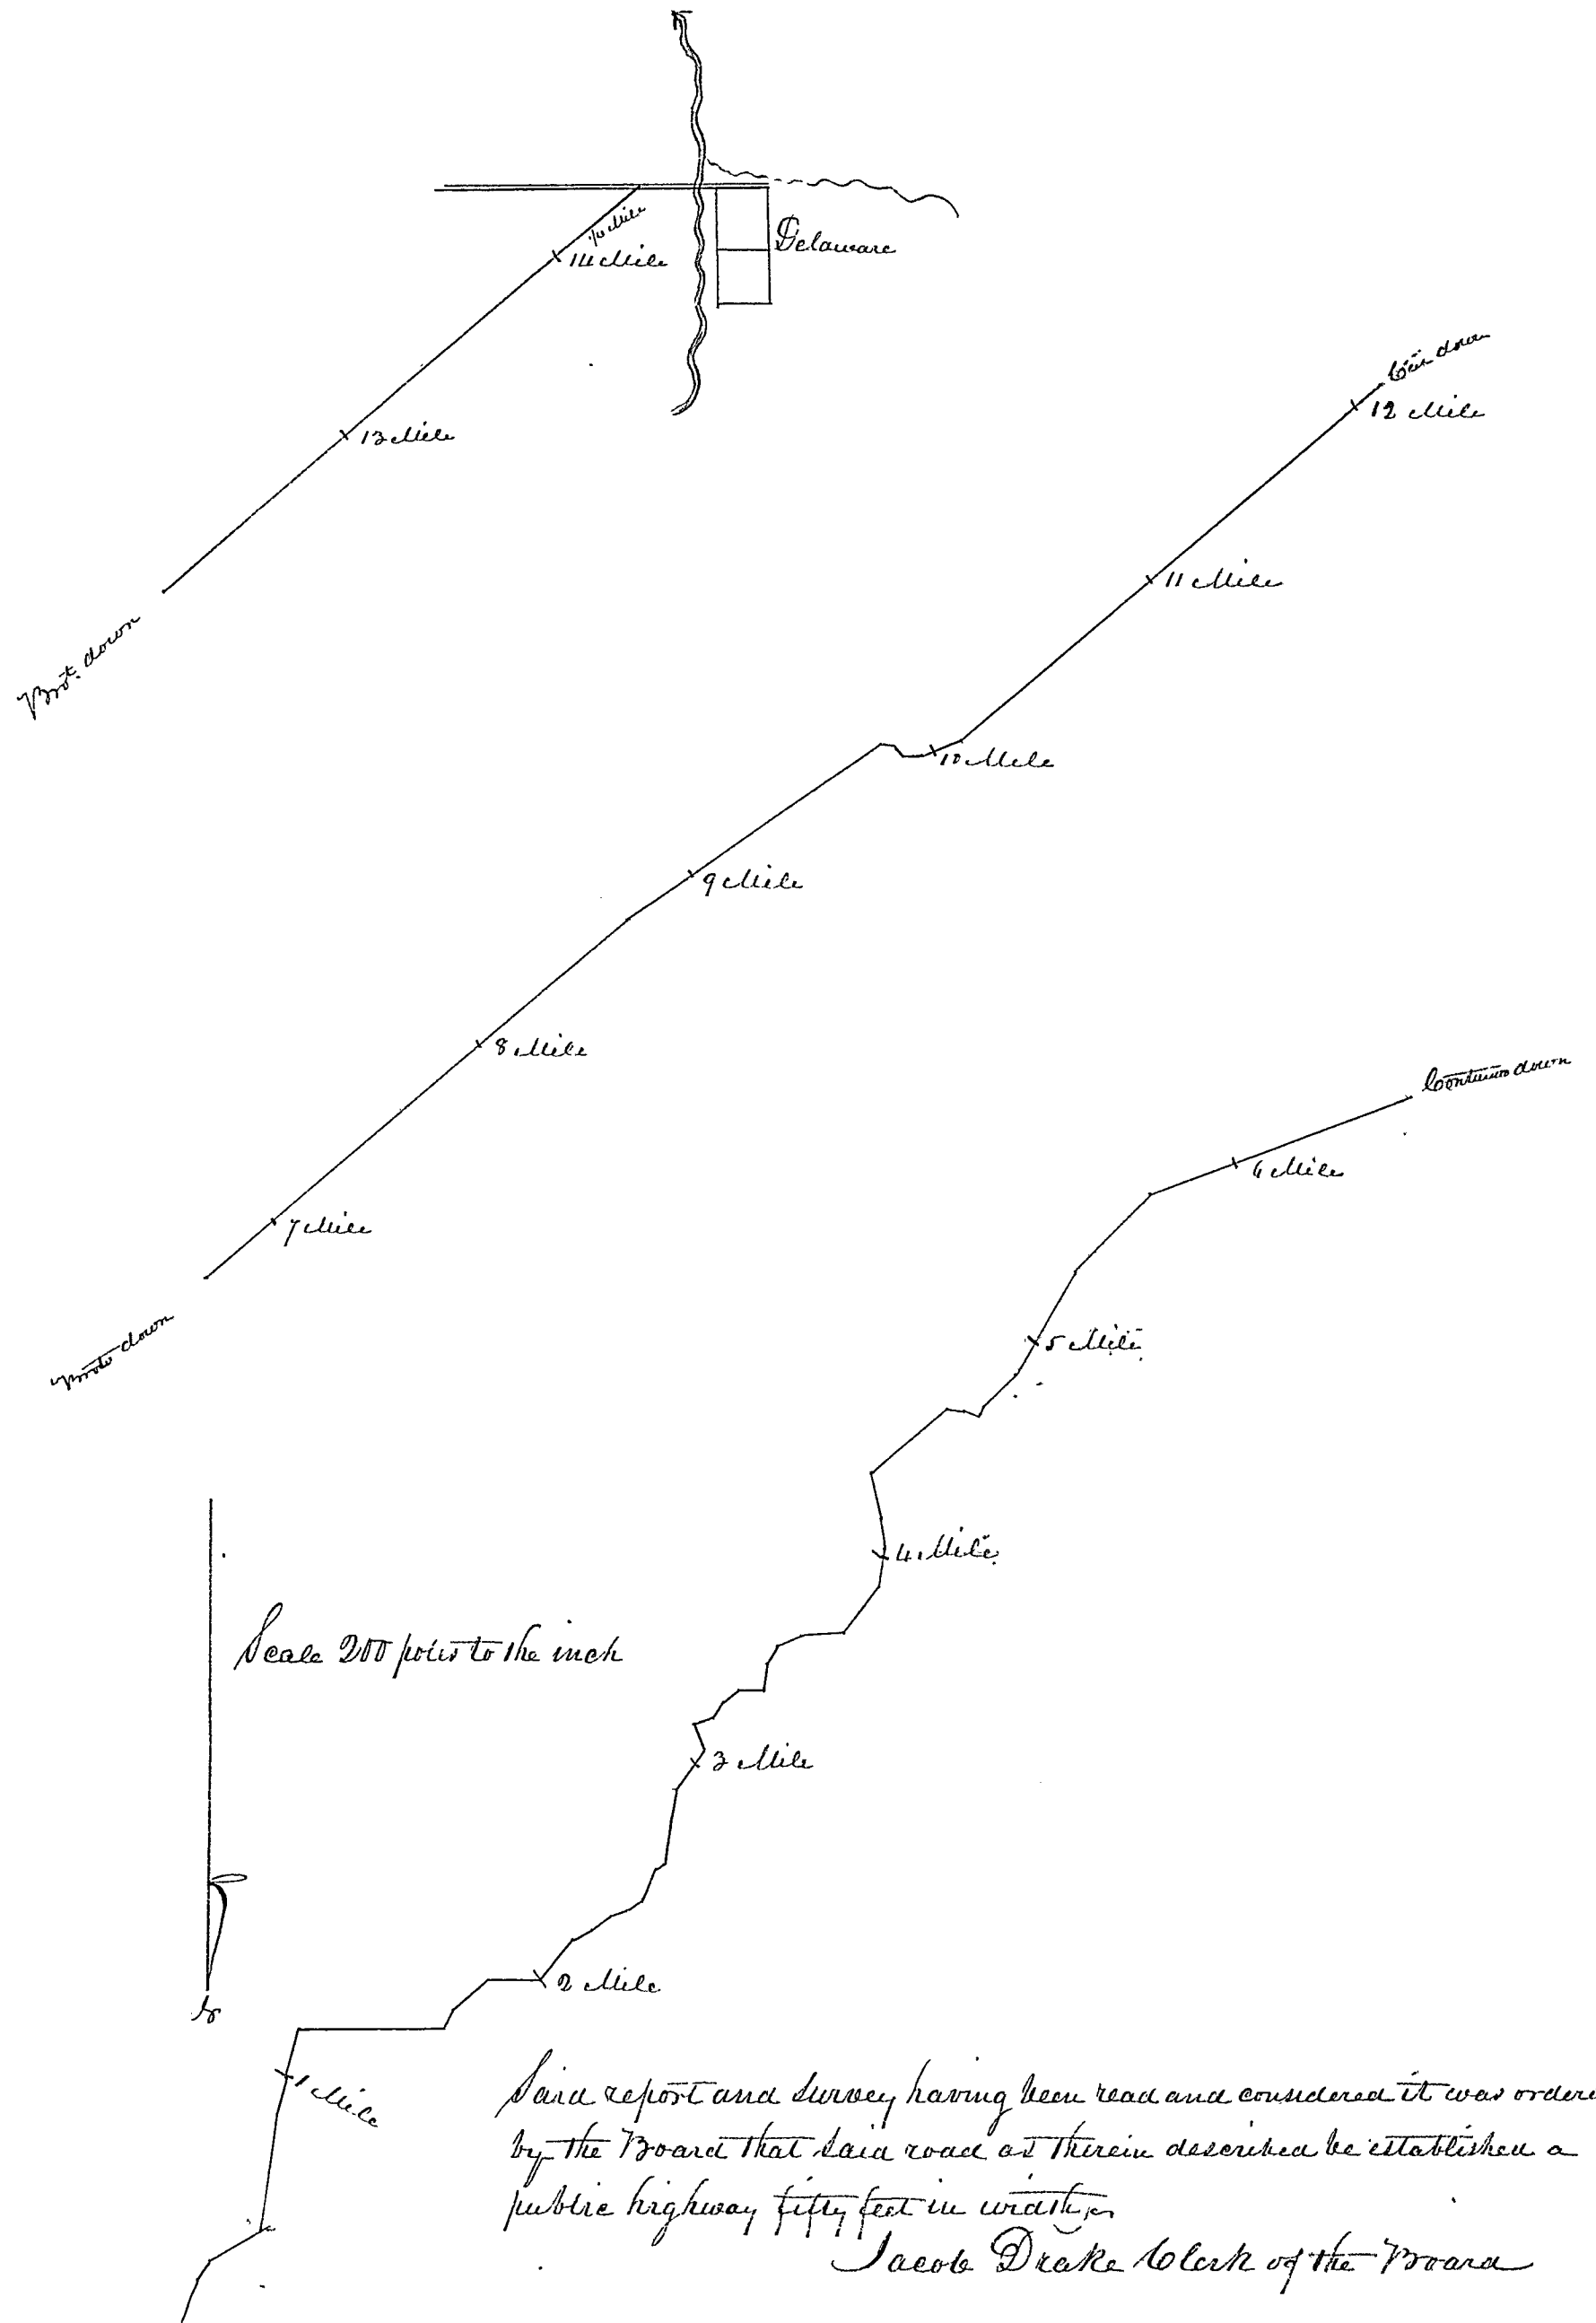 Delaware
14 Mile
13 Mile
Brot. down
12 Mile
11 Mile
10 Mile
9 Mile
8 Mile
7 Mile
down
down
6 Mile
5 Mile
4 Mile
3 Mile
Scale 200 poles to the inch
2 Mile
1 Mile
Said report and Survey having been read and considered it was ordere
by the Board that said road as therein described be established a
public highway fifty feet in width
Jacob Drake Clerk of the Board